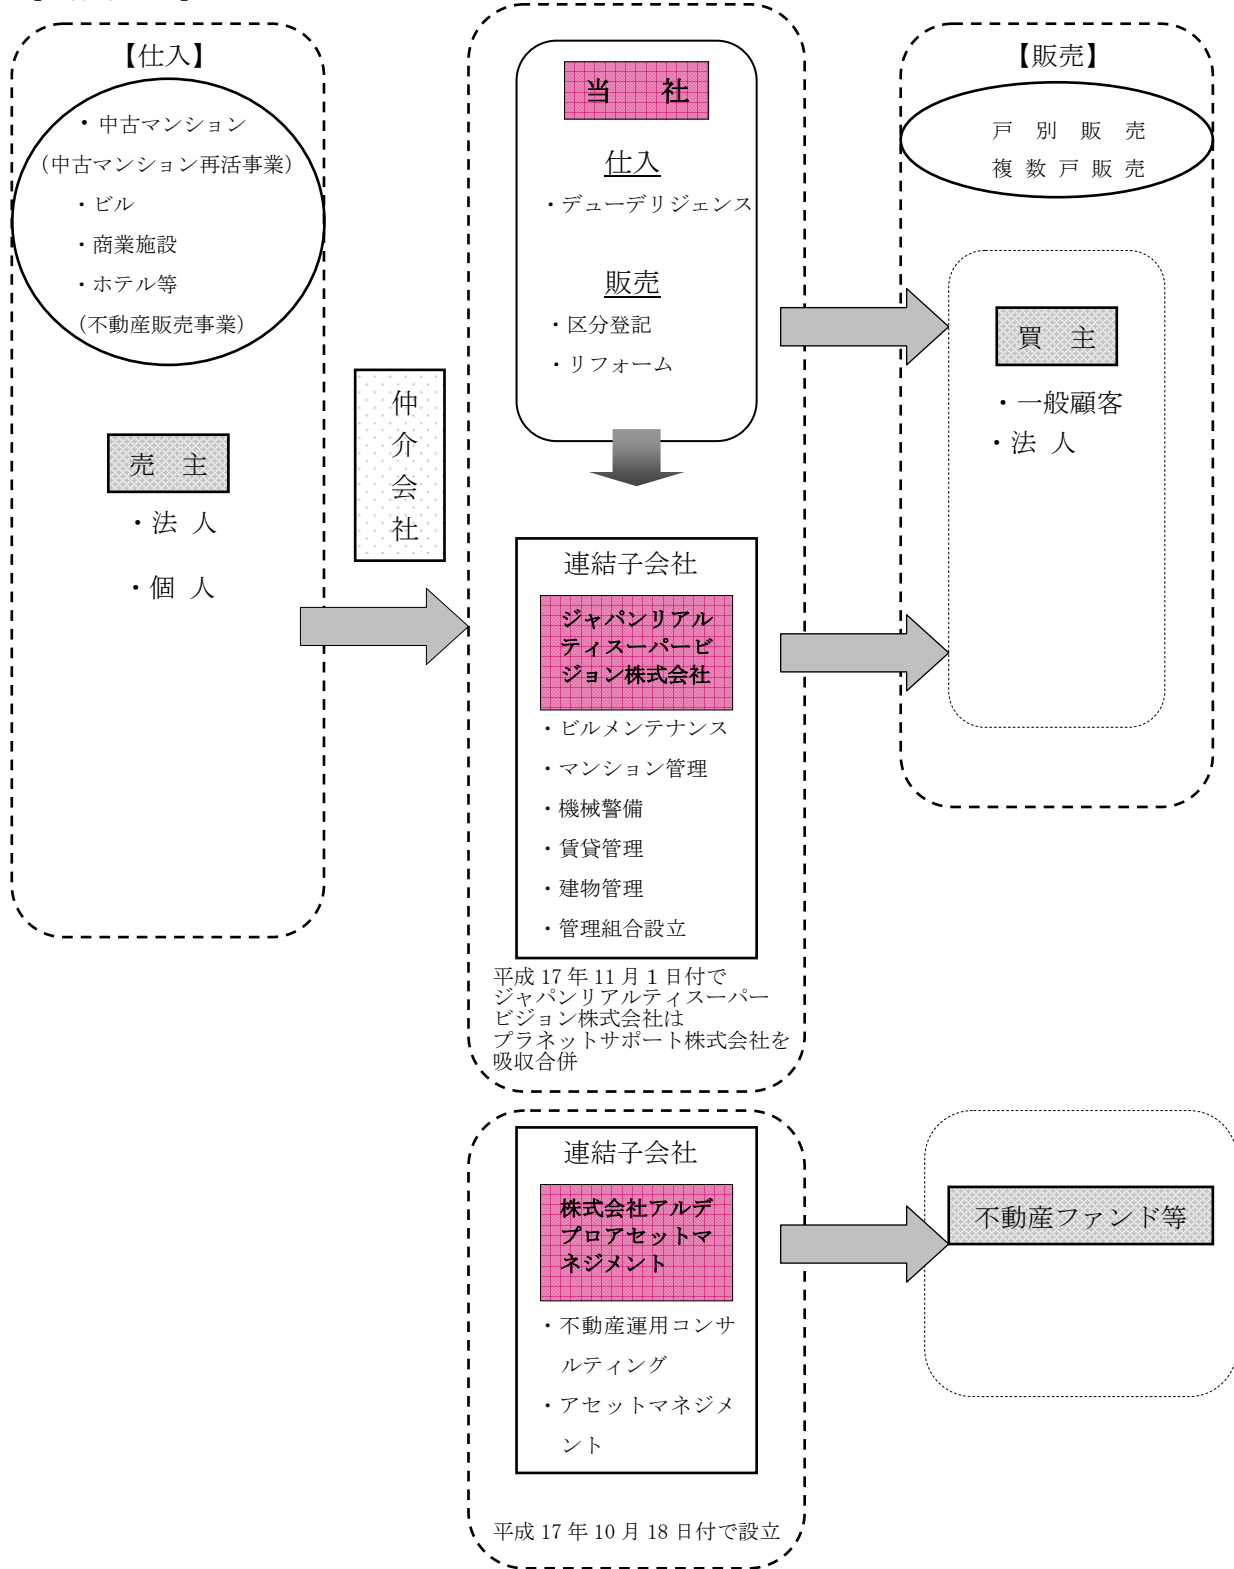 【仕入】
・中古マンション
(中古マンション再活事業)
・ビル
・商業施設
・ホテル等
(不動産販売事業)
売　主
・法 人
・個 人
仲
介
会
社
当　社
仕入
・デューデリジェンス
販売
・区分登記
・リフォーム
連結子会社
ジャパンリアル
ティスーパービ
ジョン株式会社
・ビルメンテナンス
・マンション管理
・機械警備
・賃貸管理
・建物管理
・管理組合設立
平成 17 年 11 月 1 日付で
ジャパンリアルティスーパー
ビジョン株式会社は
プラネットサポート株式会社を
吸収合併
【販売】
戸 別 販 売
複 数 戸 販 売
買　主
・一般顧客
・法 人
連結子会社
株式会社アルデ
プロアセットマ
ネジメント
・不動産運用コンサ
ルティング
・アセットマネジメ
ント
平成 17 年 10 月 18 日付で設立
不動産ファンド等